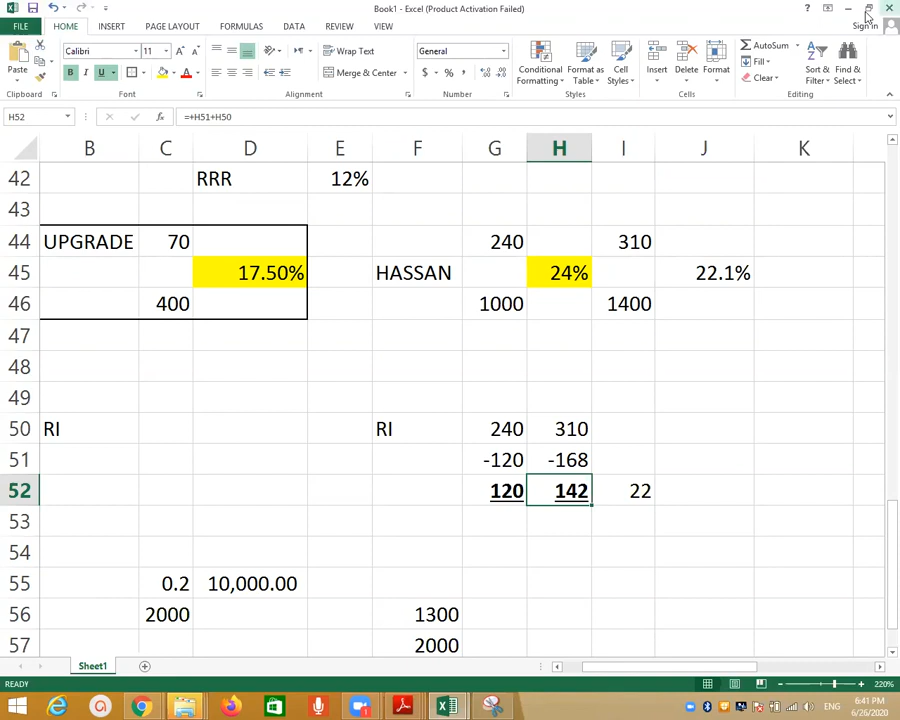 Book1 - Excel (Product Activation Failed)
FILE HOME INSERT PAGE LAYOUT FORMULAS DATA REVIEW VIEW Sign in
Paste Calibri 11 Wrap Text General Conditional Formatting Format as Table Cell Styles Insert Delete Format AutoSum Fill Clear Sort & Filter Find & Select
B I U Merge & Center $ % ,
Clipboard Font Alignment Number Styles Cells Editing
H52 fx =+H51+H50
B C D E F G H I J K
42 RRR 12%
43
44 UPGRADE 70 240 310
45 17.50% HASSAN 24% 22.1%
46 400 1000 1400
47
48
49
50 RI RI 240 310
51 -120 -168
52 120 142 22
53
54
55 0.2 10,000.00
56 2000 1300
57 2000
Sheet1
READY 220%
ENG 6:41 PM
6/26/2020